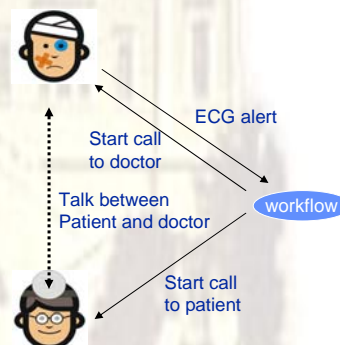 ECG alert
Start call
to doctor
workflow
Talk between
Patient and doctor
Start call
to patient